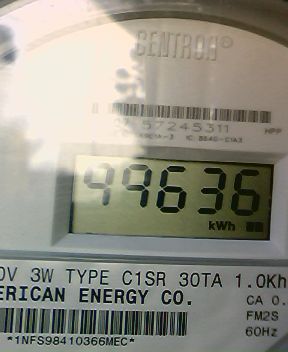 CENTRON®
57245311
HPP
99636
kWh
0V 3W TYPE C1SR 30TA 1.0Kh
ERICAN ENERGY CO.
CA 0.
FM2S
*1NFS98410366MEC*
60Hz